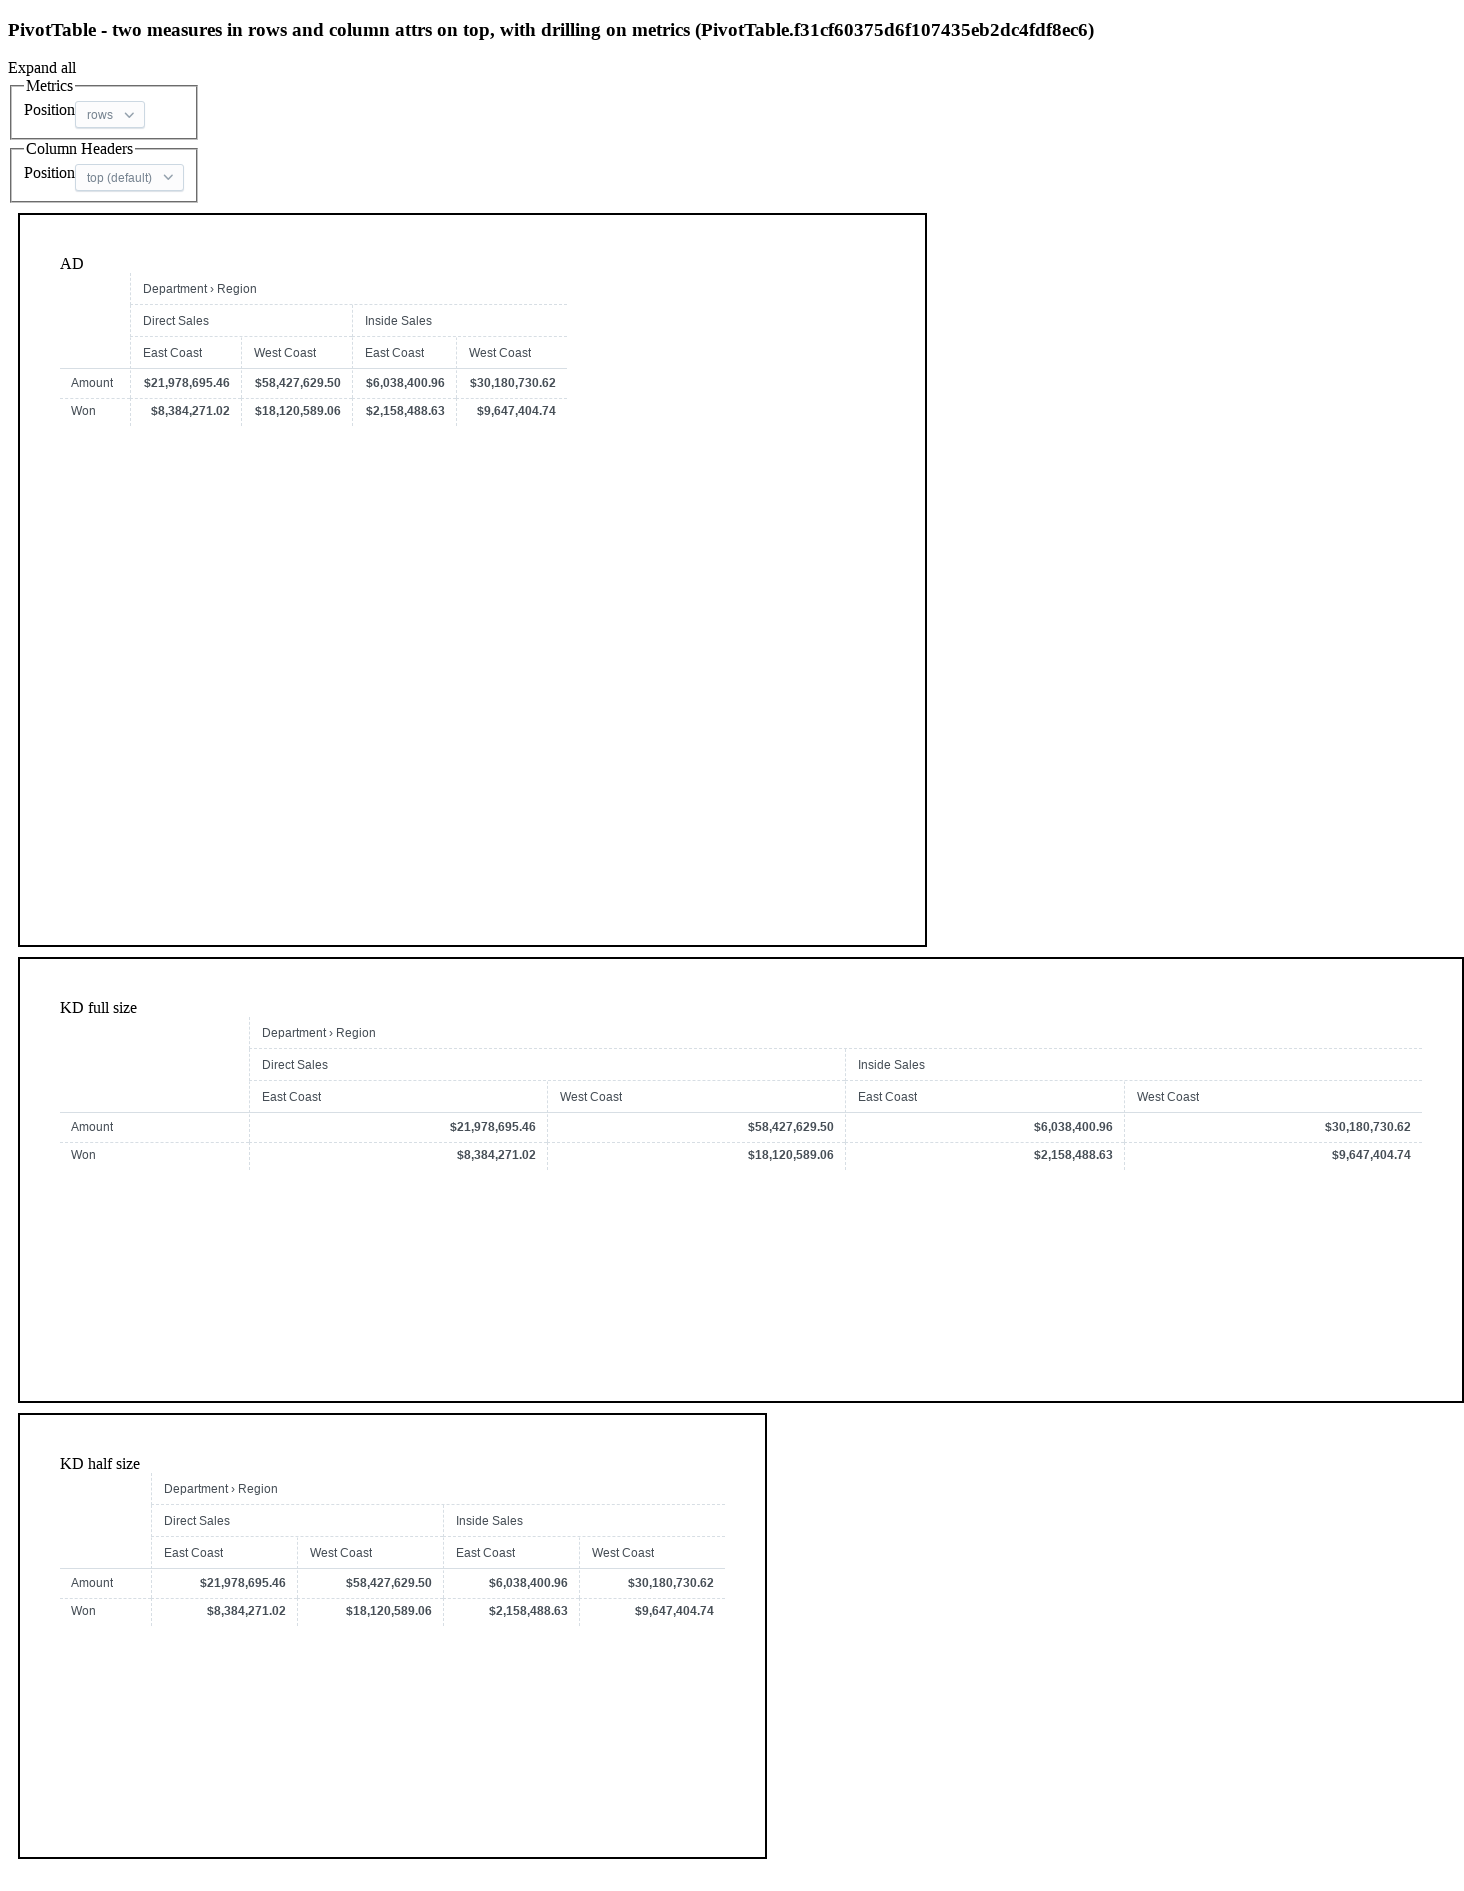 PivotTable - two measures in rows and column attrs on top, with drilling on metrics (PivotTable.f31cf60375d6f107435eb2dc4fdf8ec6)
Expand all
Metrics
Position rows
Column Headers
Position top (default)
AD
Department › Region
Direct Sales Inside Sales
East Coast West Coast East Coast West Coast
Amount $21,978,695.46 $58,427,629.50 $6,038,400.96 $30,180,730.62
Won $8,384,271.02 $18,120,589.06 $2,158,488.63 $9,647,404.74
KD full size
Department › Region
Direct Sales Inside Sales
East Coast West Coast East Coast West Coast
Amount $21,978,695.46 $58,427,629.50 $6,038,400.96 $30,180,730.62
Won $8,384,271.02 $18,120,589.06 $2,158,488.63 $9,647,404.74
KD half size
Department › Region
Direct Sales Inside Sales
East Coast West Coast East Coast West Coast
Amount $21,978,695.46 $58,427,629.50 $6,038,400.96 $30,180,730.62
Won $8,384,271.02 $18,120,589.06 $2,158,488.63 $9,647,404.74